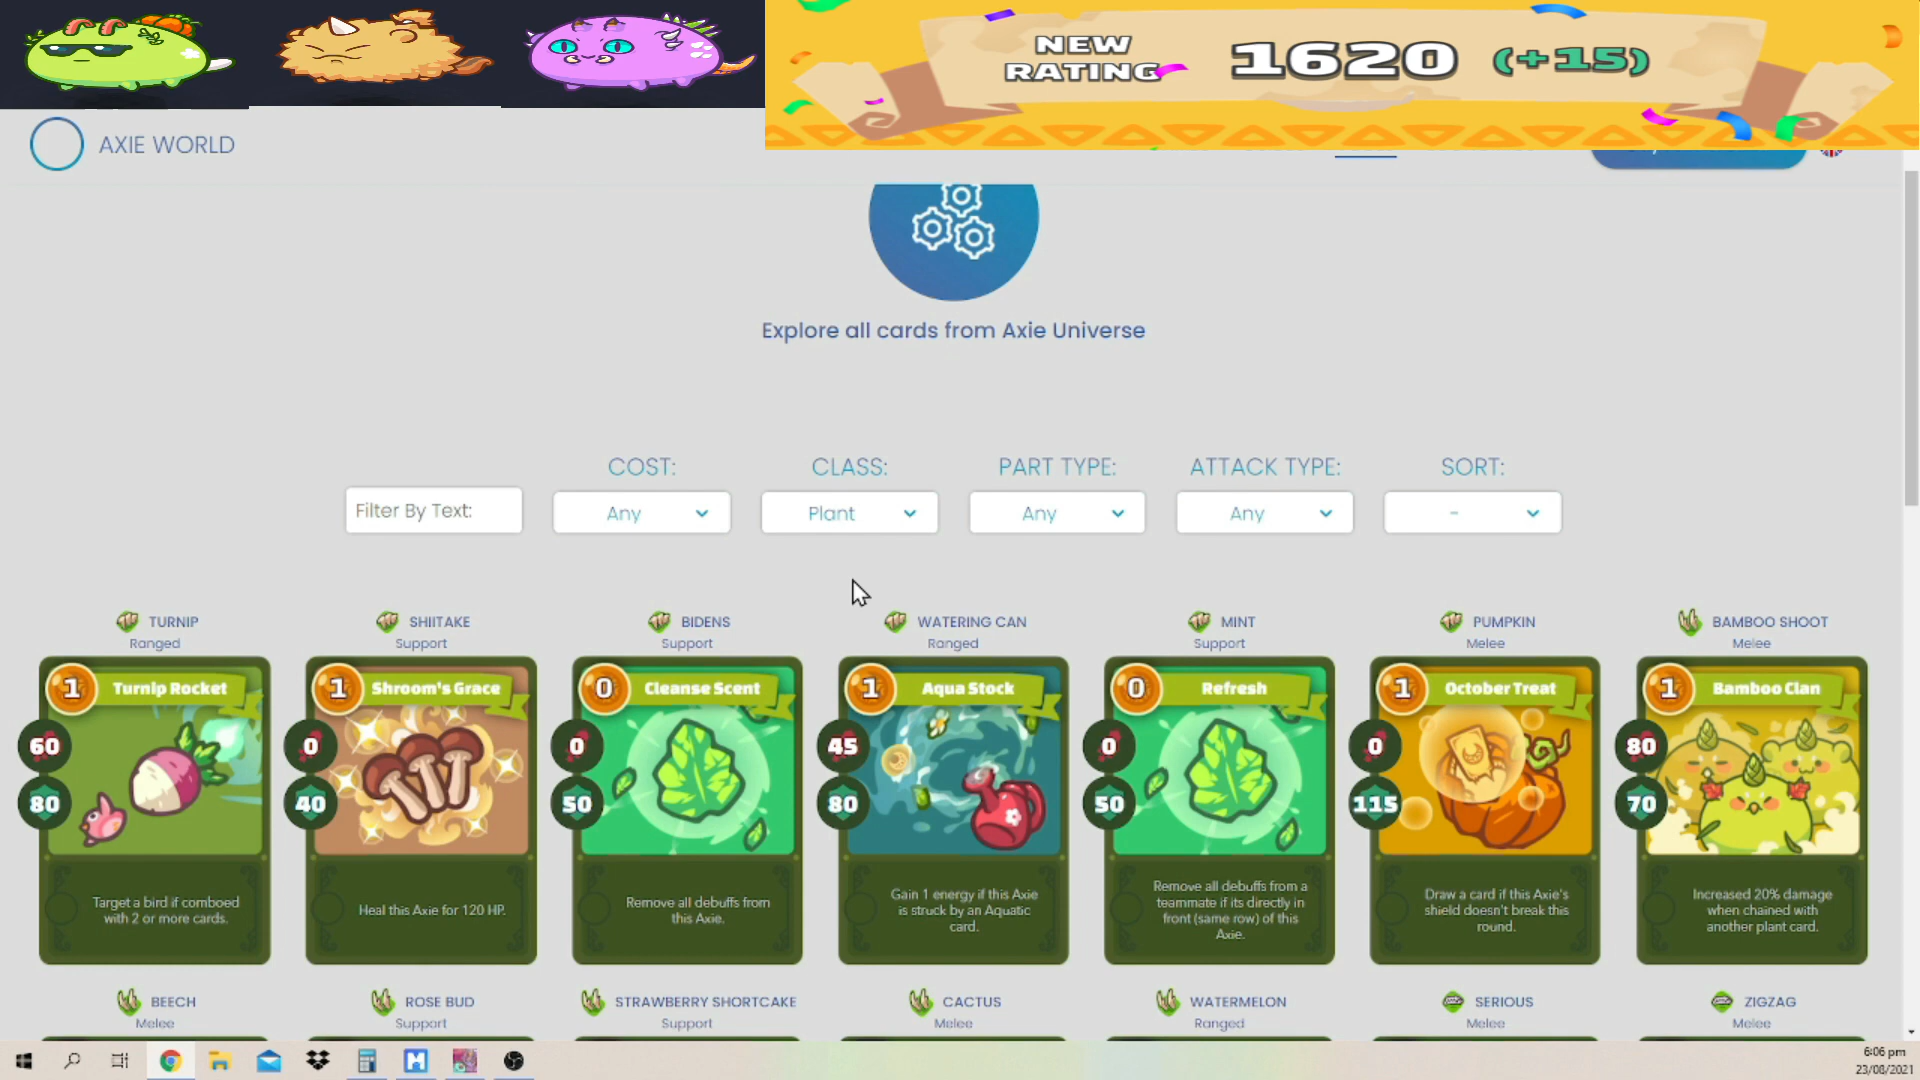 NEW
RATING
1620
(+15)
AXIE WORLD
Explore all cards from Axie Universe
COST:
CLASS:
PART TYPE:
ATTACK TYPE:
SORT:
Filter By Text:
Any
Plant
Any
Any
-
TURNIP
Ranged
SHIITAKE
Support
BIDENS
Support
WATERING CAN
Ranged
MINT
Support
PUMPKIN
Melee
BAMBOO SHOOT
Melee
1
Turnip Rocket
60
80
Target a bird if comboed
with 2 or more cards.
1
Shroom's Grace
0
40
Heal this Axie for 120 HP.
0
Cleanse Scent
0
50
Remove all debuffs from
this Axie.
1
Aqua Stock
45
80
Gain 1 energy if this Axie
is struck by an Aquatic
card.
0
Refresh
0
50
Remove all debuffs from a
teammate if its directly in
front (same row) of this
Axie.
1
October Treat
0
115
Draw a card if this Axie's
shield doesn't break this
round.
1
Bamboo Clan
80
70
Increased 20% damage
when chained with
another plant card.
BEECH
Melee
ROSE BUD
Support
STRAWBERRY SHORTCAKE
Support
CACTUS
Melee
WATERMELON
Ranged
SERIOUS
Melee
ZIGZAG
Melee
6:06 pm
23/08/2021